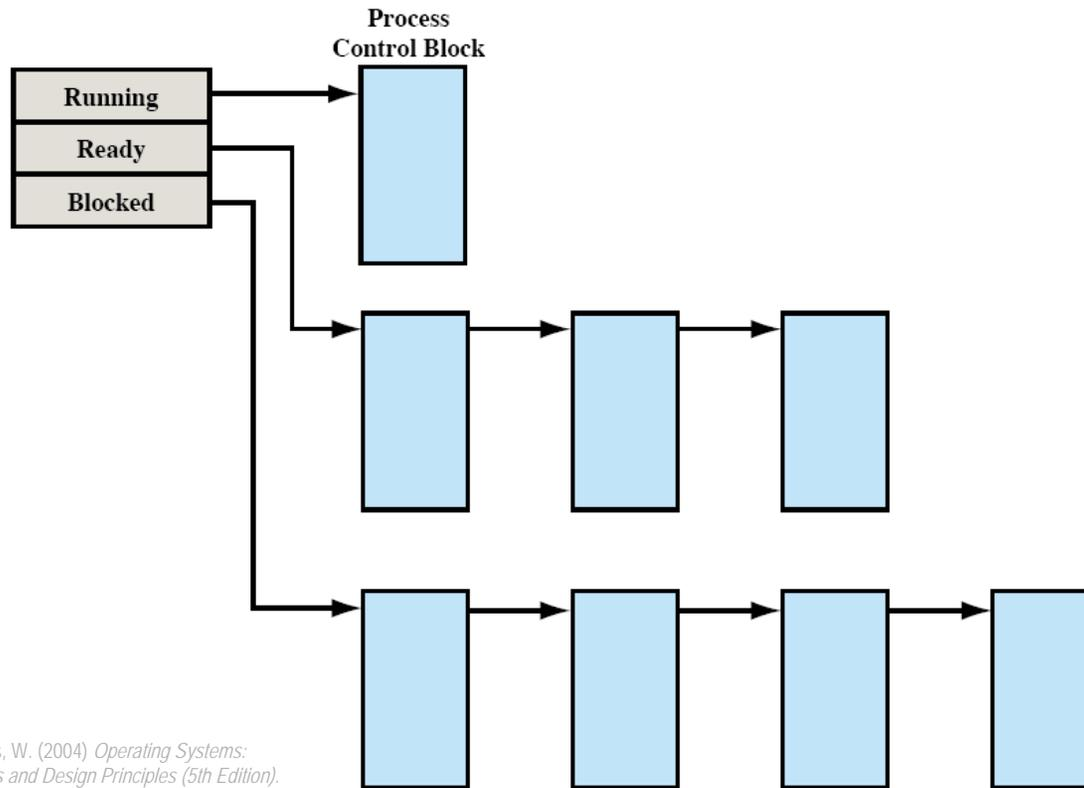 Process
Control Block
Running
Ready
Blocked
, W. (2004) Operating Systems:
and Design Principles (5th Edition).